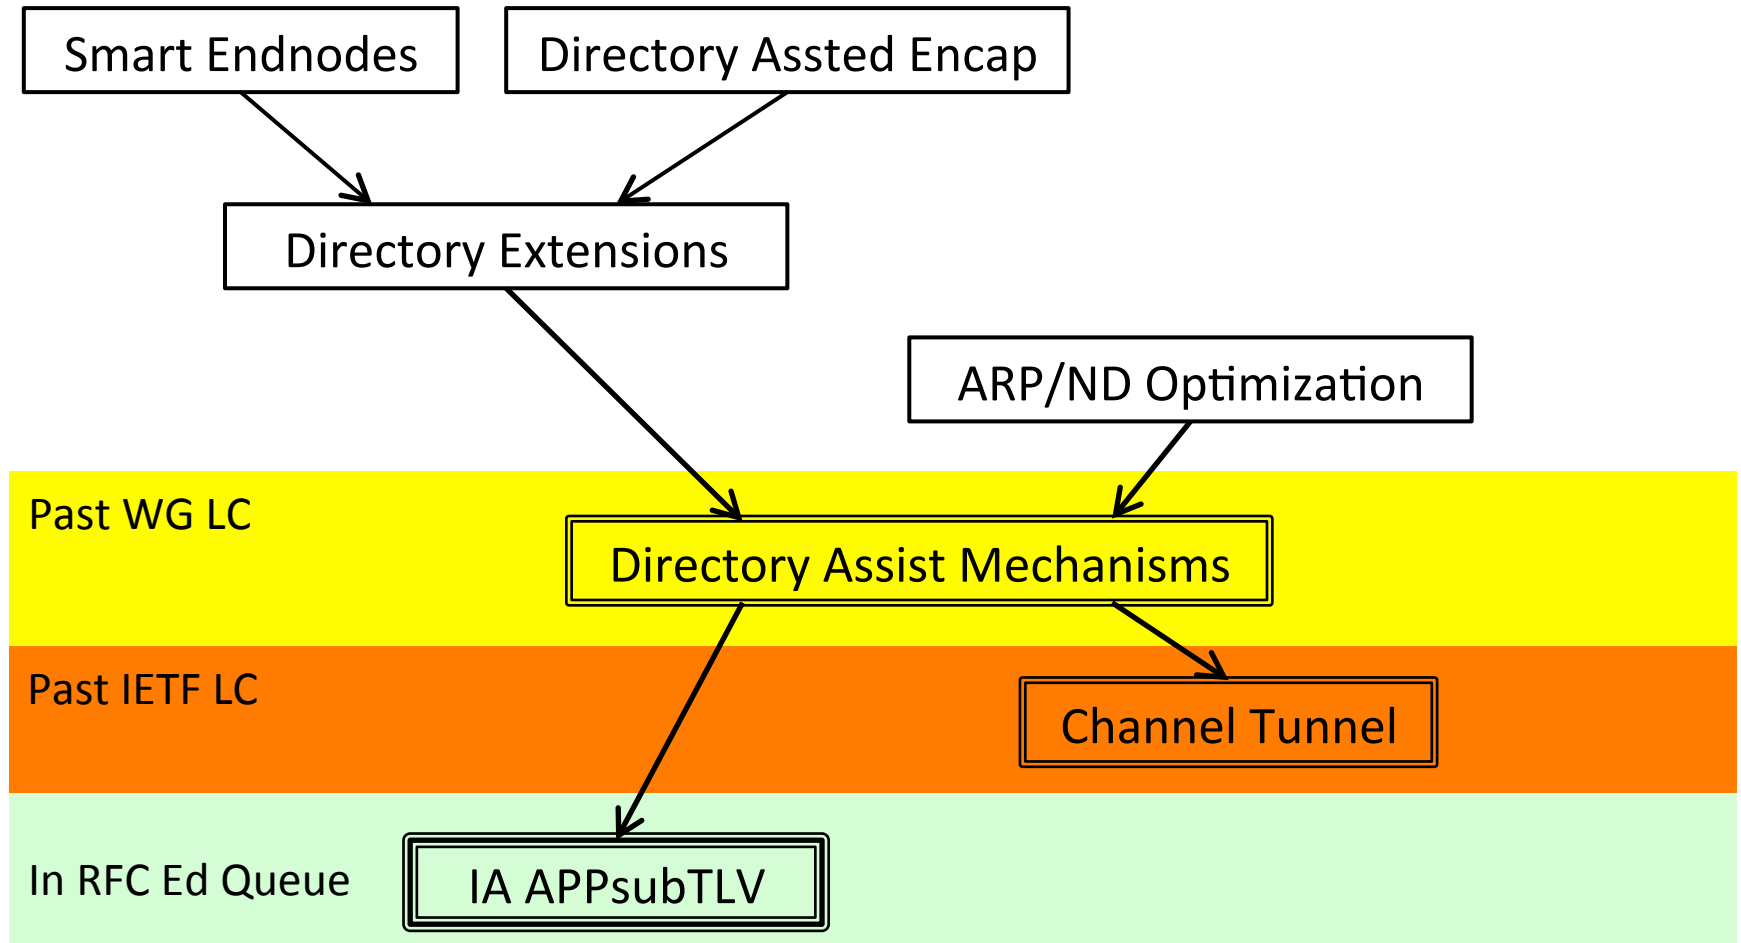 Smart Endnodes
Directory Assted Encap
Directory Extensions
ARP/ND Optimization
Past WG LC
Directory Assist Mechanisms
Past IETF LC
Channel Tunnel
In RFC Ed Queue
IA APPsubTLV